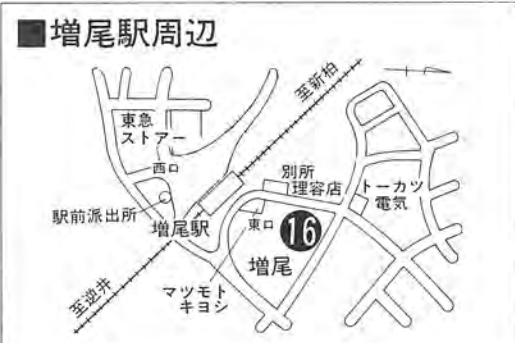 ■増尾駅周辺
至新柏
東急
ストアー
西口
別所
理容店
トーカツ
電気
駅前派出所
増尾駅
東口
16
増尾
マツモト
キヨシ
至逆井